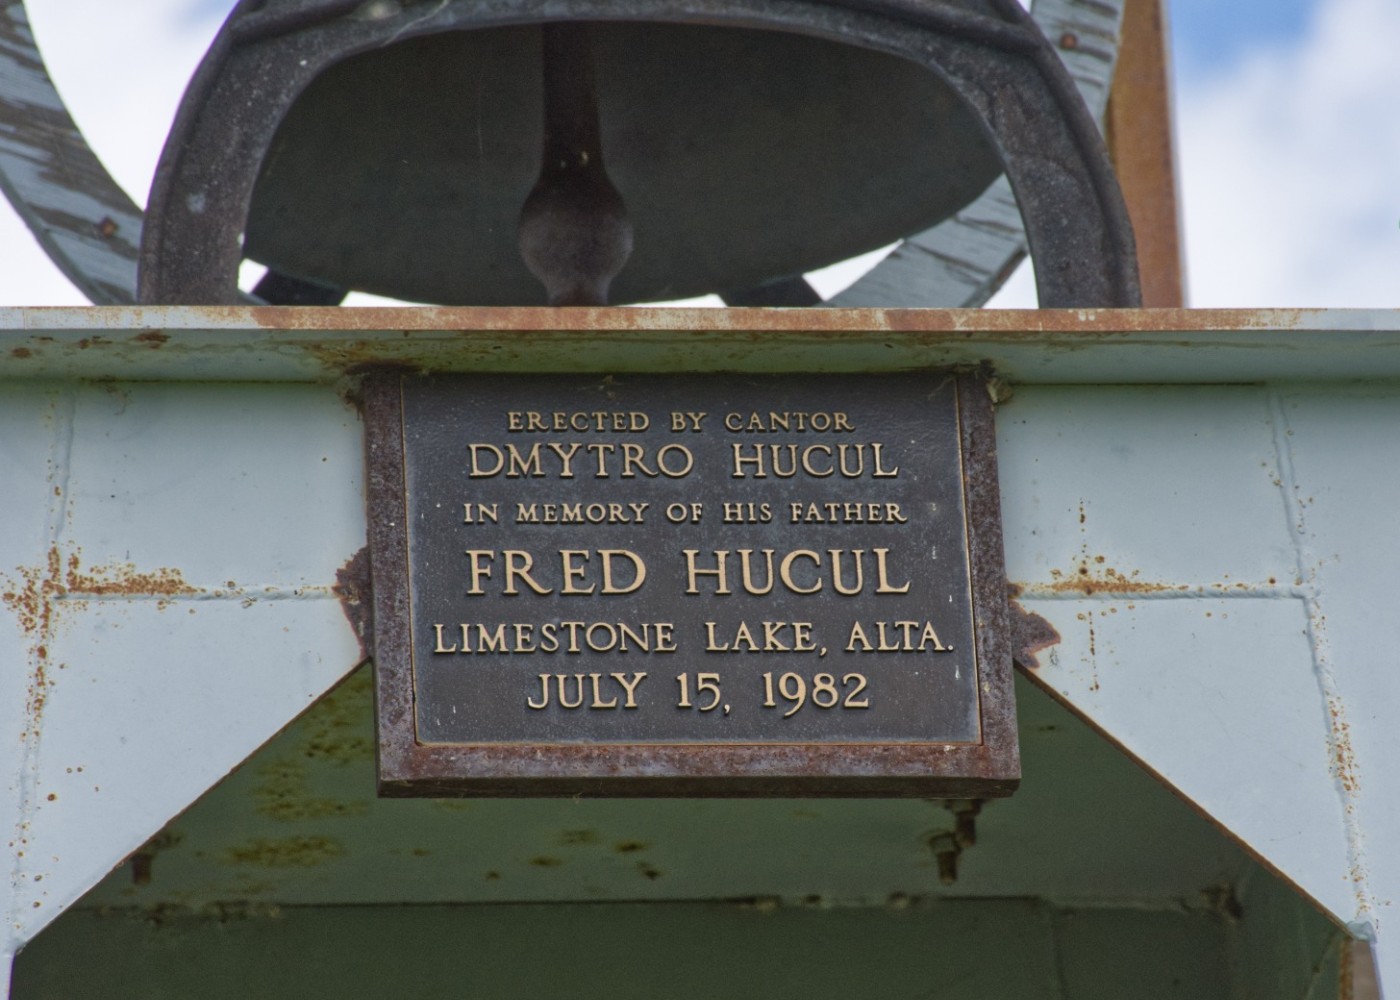 ERECTED BY CANTOR
DMYTRO HUCUL
IN MEMORY OF HIS FATHER
FRED HUCUL
LIMESTONE LAKE, ALTA.
JULY 15, 1982